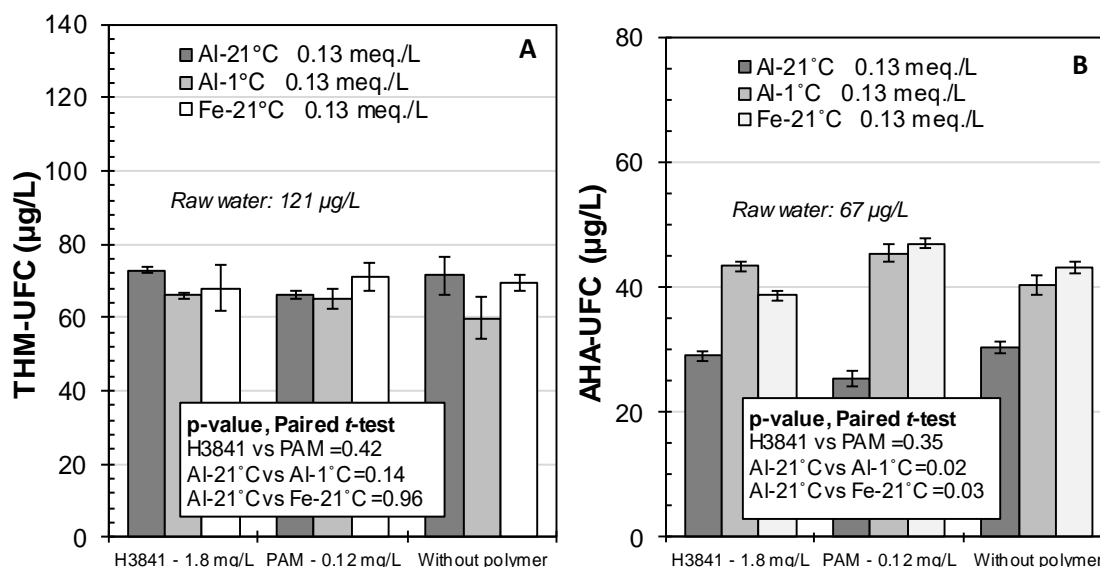 THM-UFC (µg/L)
140
120
100
80
60
40
20
0
A
Al-21°C 0.13 meq./L
Al-1°C 0.13 meq./L
Fe-21°C 0.13 meq./L
Raw water: 121 µg/L
p-value, Paired t-test
H3841 vs PAM =0.42
Al-21˚C vs Al-1˚C=0.14
Al-21˚C vs Fe-21˚C =0.96
H3841 - 1.8 mg/L
PAM - 0.12 mg/L
Without polymer
AHA-UFC (µg/L)
80
60
40
20
0
B
Al-21˚C 0.13 meq./L
Al-1˚C 0.13 meq./L
Fe-21˚C 0.13 meq./L
Raw water: 67 µg/L
p-value, Paired t-test
H3841 vs PAM =0.35
Al-21˚C vs Al-1˚C=0.02
Al-21˚C vs Fe-21˚C =0.03
H3841 - 1.8 mg/L
PAM - 0.12 mg/L
Without polymer